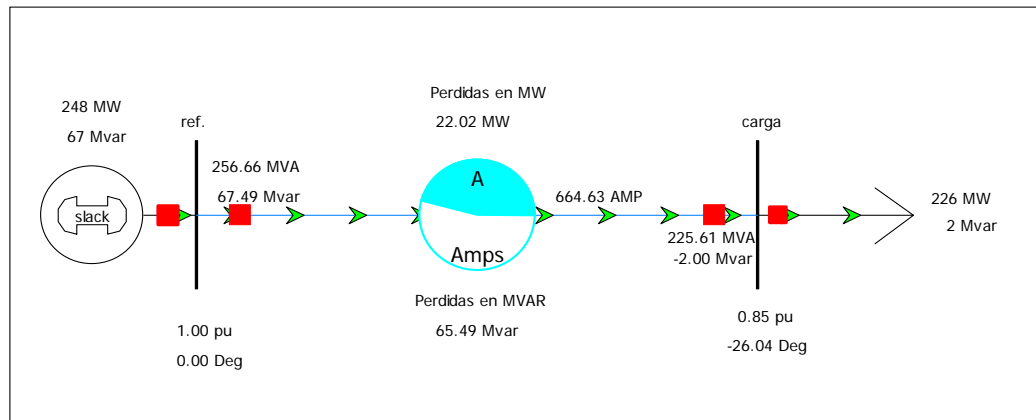 248 MW
67 Mvar
slack
ref.
256.66 MVA
67.49 Mvar
1.00 pu
0.00 Deg
Perdidas en MW
22.02 MW
A
Amps
Perdidas en MVAR
65.49 Mvar
664.63 AMP
carga
225.61 MVA
-2.00 Mvar
0.85 pu
-26.04 Deg
226 MW
2 Mvar